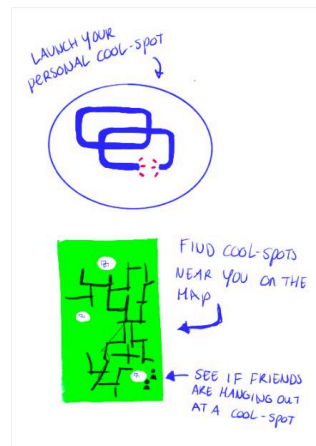 LAUNCH YOUR
PERSONAL COOL-SPOT
FIND COOL-SPOTS
NEAR YOU ON THE
MAP
SEE IF FRIENDS
ARE HANGING OUT
AT A COOL-SPOT